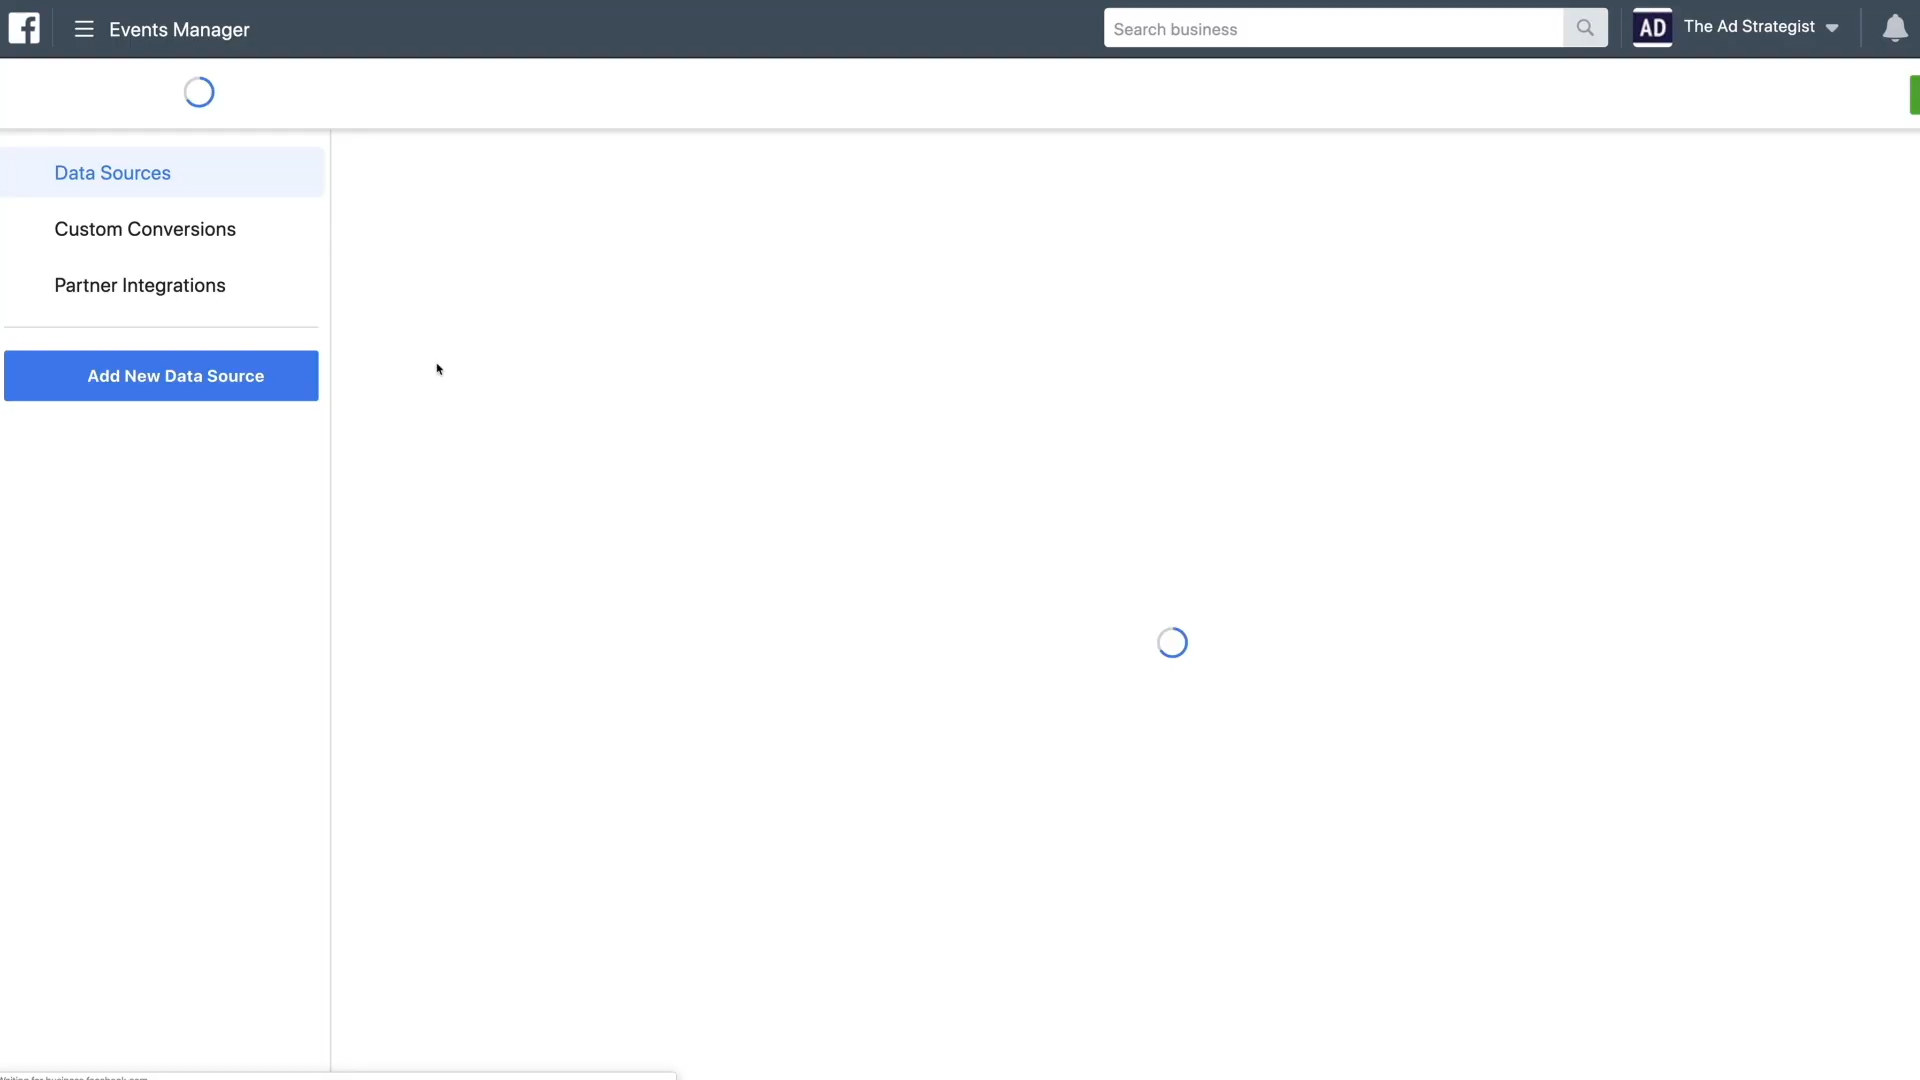 Events Manager
Search business
AD
The Ad Strategist
Data Sources
Custom Conversions
Partner Integrations
Add New Data Source